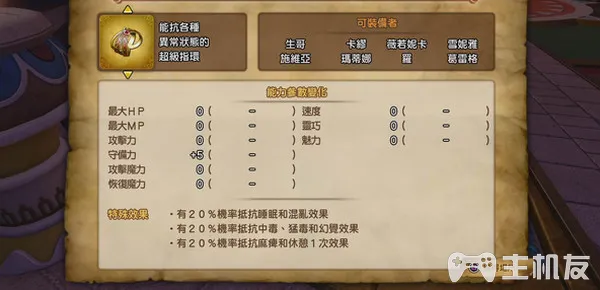 能抗各種
異常狀態的
超級指環
可裝備者
生哥 卡繆 薇若妮卡 雪妮雅
施維亞 瑪蒂娜 羅 葛雷格
能力參數變化
最大HP 0( - ) 速度 0( - )
最大MP 0( - ) 靈巧 0( - )
攻擊力 0( - ) 魅力 0( - )
守備力 +5( - )
攻擊魔力 0( - )
恢復魔力 0( - )
特殊效果
・有20%機率抵抗睡眠和混亂效果
・有20%機率抵抗中毒、猛毒和幻覺效果
・有20%機率抵抗麻痺和休憩1次效果
主机友